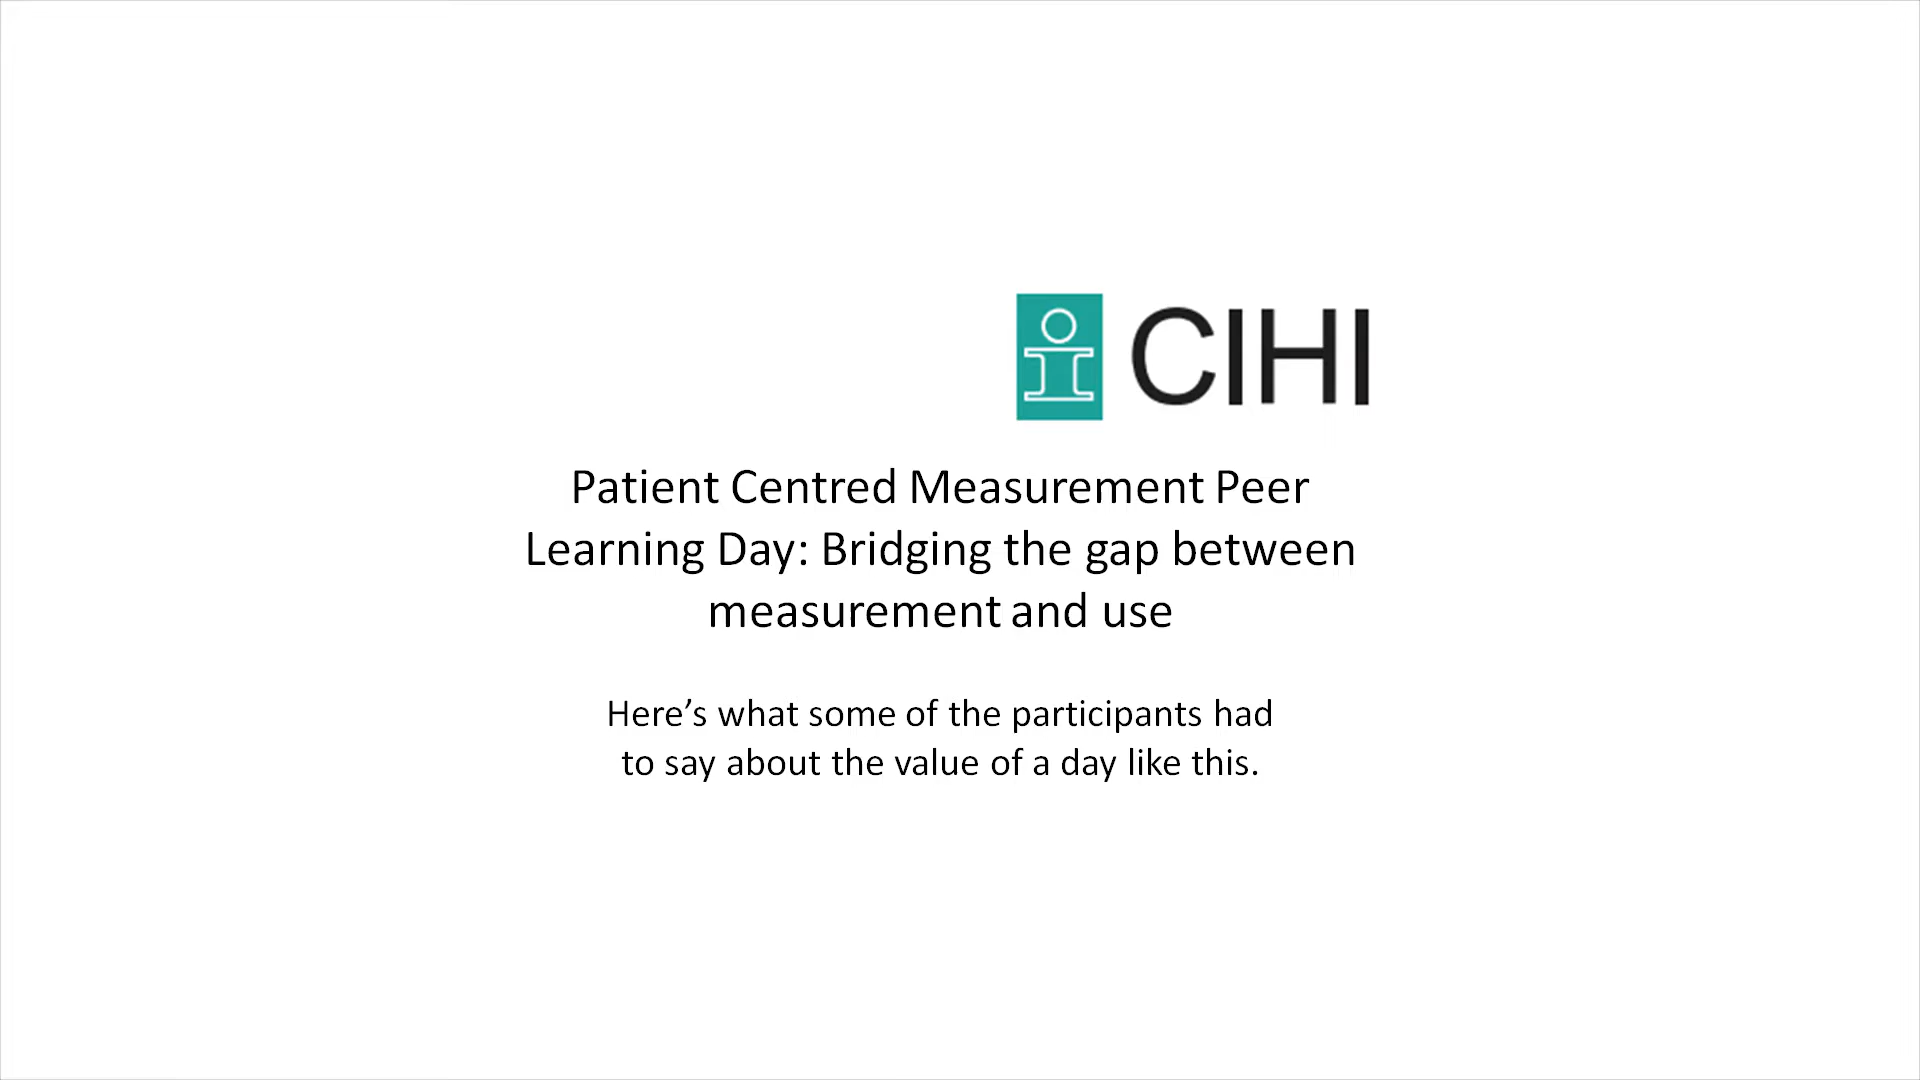 CIHI
Patient Centred Measurement Peer
Learning Day: Bridging the gap between
measurement and use
Here’s what some of the participants had
to say about the value of a day like this.